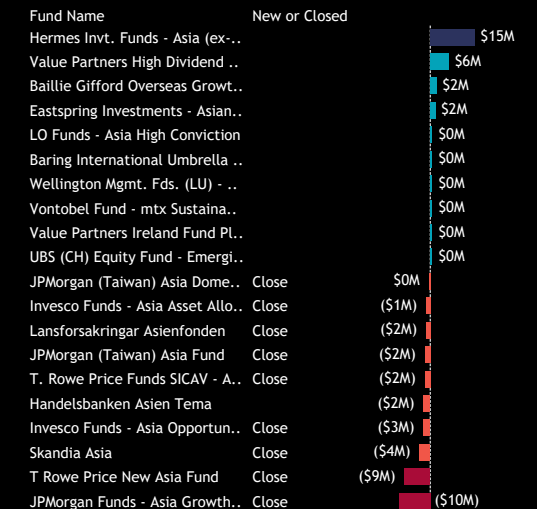 Fund Name New or Closed
Hermes Invt. Funds - Asia (ex-.. $15M
Value Partners High Dividend .. $6M
Baillie Gifford Overseas Growt.. $2M
Eastspring Investments - Asian.. $2M
LO Funds - Asia High Conviction $0M
Baring International Umbrella .. $0M
Wellington Mgmt. Fds. (LU) - .. $0M
Vontobel Fund - mtx Sustaina.. $0M
Value Partners Ireland Fund Pl.. $0M
UBS (CH) Equity Fund - Emergi.. $0M
JPMorgan (Taiwan) Asia Dome.. Close $0M
Invesco Funds - Asia Asset Allo.. Close ($1M)
Lansforsakringar Asienfonden Close ($2M)
JPMorgan (Taiwan) Asia Fund Close ($2M)
T. Rowe Price Funds SICAV - A.. Close ($2M)
Handelsbanken Asien Tema ($2M)
Invesco Funds - Asia Opportun.. Close ($3M)
Skandia Asia Close ($4M)
T Rowe Price New Asia Fund Close ($9M)
JPMorgan Funds - Asia Growth.. Close ($10M)